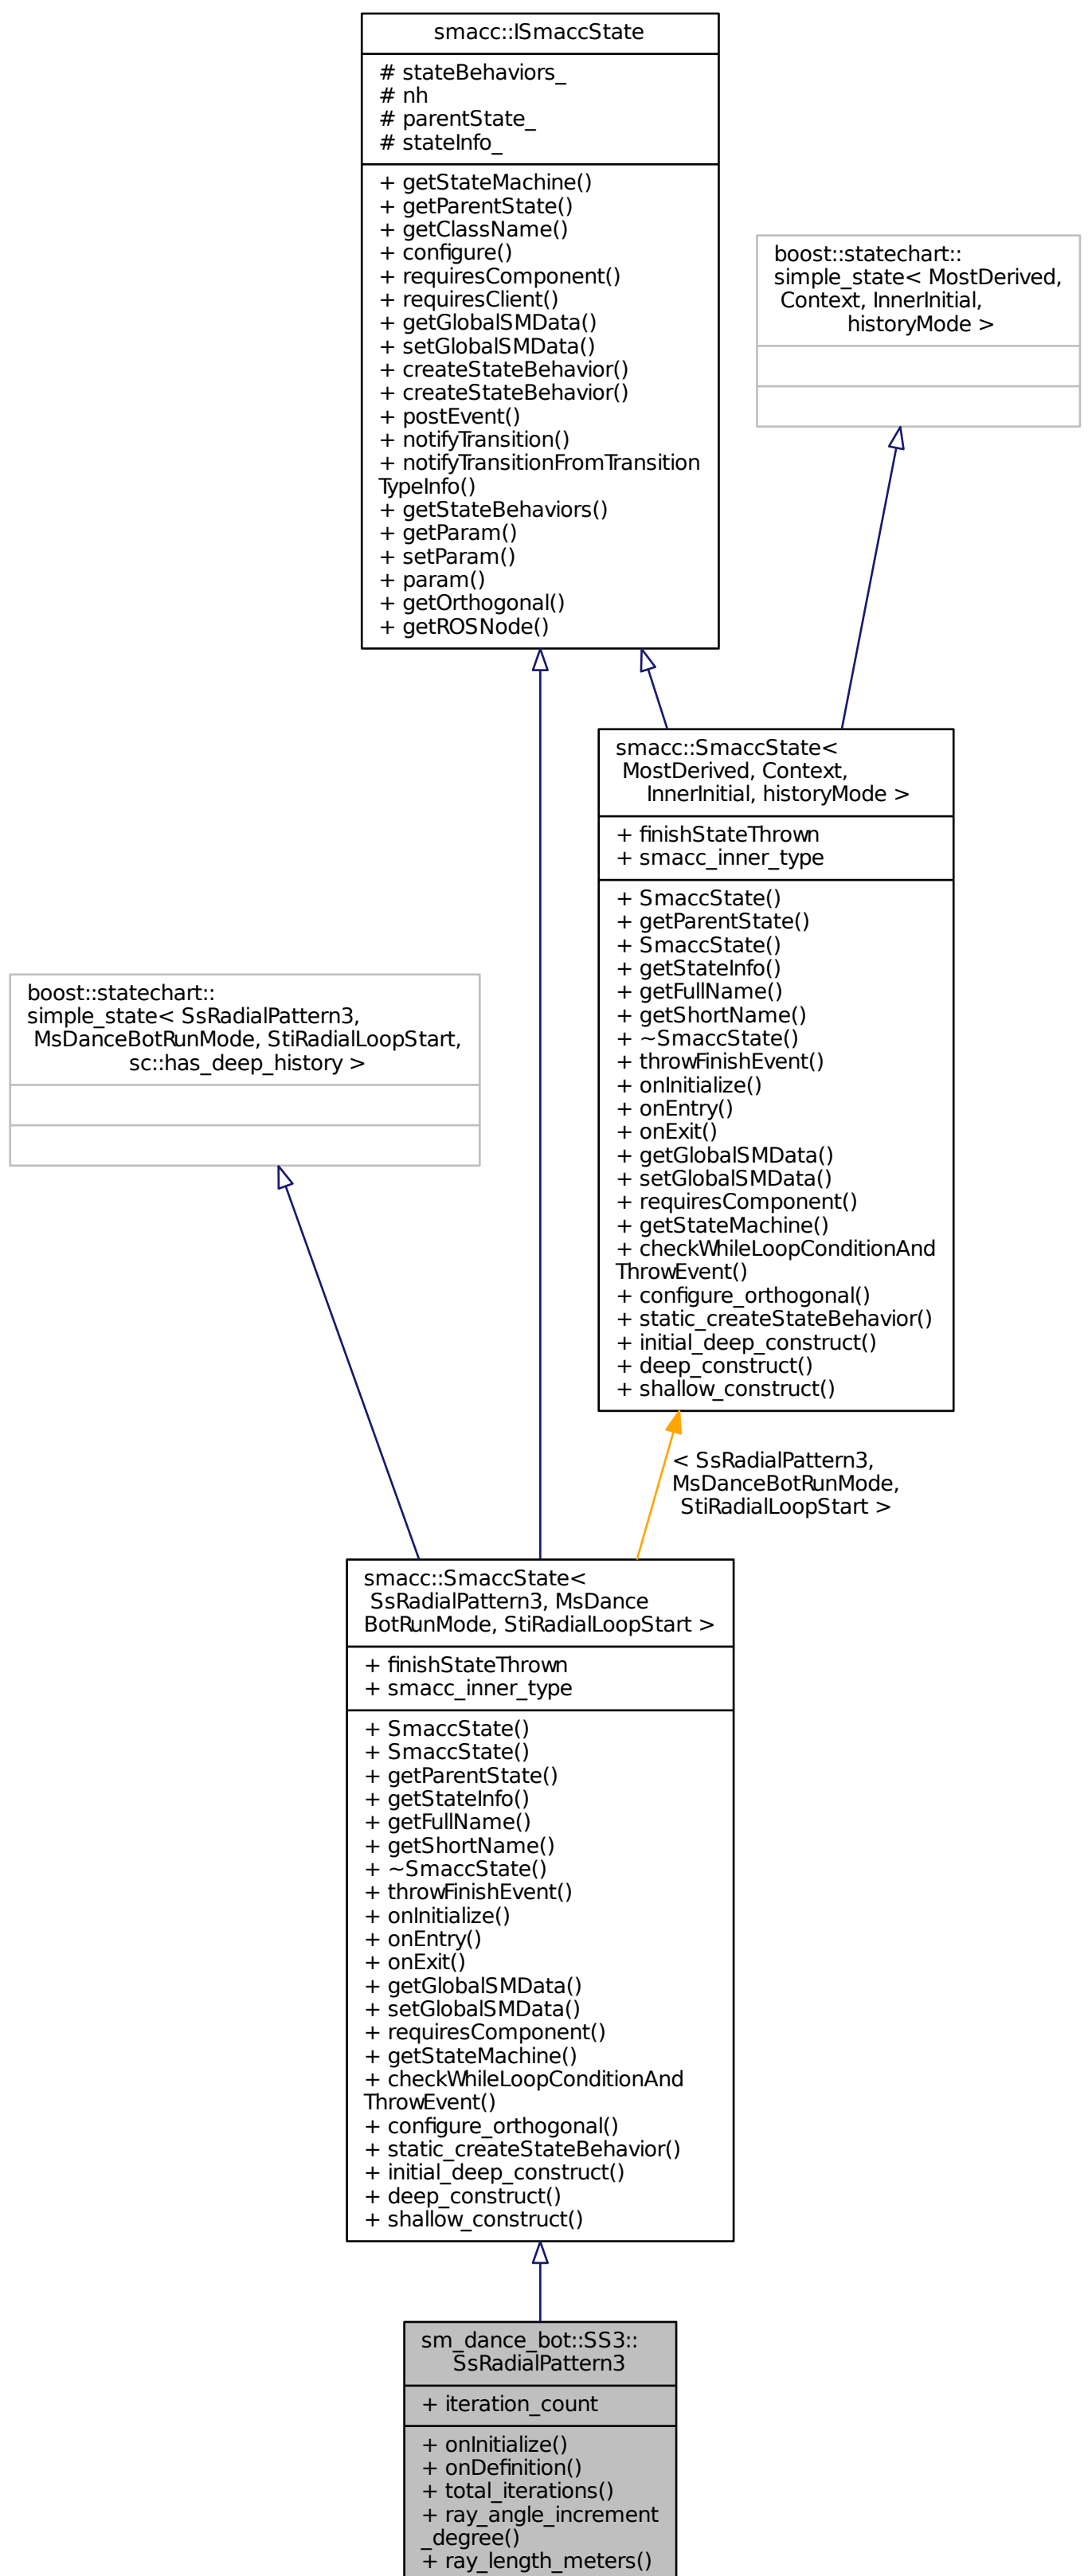 smacc::ISmaccState
# stateBehaviors_
# nh
# parentState_
# stateInfo_
+ getStateMachine()
+ getParentState()
+ getClassName()
+ configure()
+ requiresComponent()
+ requiresClient()
+ getGlobalSMData()
+ setGlobalSMData()
+ createStateBehavior()
+ createStateBehavior()
+ postEvent()
+ notifyTransition()
+ notifyTransitionFromTransition
TypeInfo()
+ getStateBehaviors()
+ getParam()
+ setParam()
+ param()
+ getOrthogonal()
+ getROSNode()
boost::statechart::
simple_state< MostDerived,
Context, InnerInitial,
historyMode >
smacc::SmaccState<
MostDerived, Context,
InnerInitial, historyMode >
+ finishStateThrown
+ smacc_inner_type
+ SmaccState()
+ getParentState()
+ SmaccState()
+ getStateInfo()
+ getFullName()
+ getShortName()
+ ~SmaccState()
+ throwFinishEvent()
+ onInitialize()
+ onEntry()
+ onExit()
+ getGlobalSMData()
+ setGlobalSMData()
+ requiresComponent()
+ getStateMachine()
+ checkWhileLoopConditionAnd
ThrowEvent()
+ configure_orthogonal()
+ static_createStateBehavior()
+ initial_deep_construct()
+ deep_construct()
+ shallow_construct()
boost::statechart::
simple_state< SsRadialPattern3,
MsDanceBotRunMode, StiRadialLoopStart,
sc::has_deep_history >
< SsRadialPattern3,
MsDanceBotRunMode,
StiRadialLoopStart >
smacc::SmaccState<
SsRadialPattern3, MsDance
BotRunMode, StiRadialLoopStart >
+ finishStateThrown
+ smacc_inner_type
+ SmaccState()
+ SmaccState()
+ getParentState()
+ getStateInfo()
+ getFullName()
+ getShortName()
+ ~SmaccState()
+ throwFinishEvent()
+ onInitialize()
+ onEntry()
+ onExit()
+ getGlobalSMData()
+ setGlobalSMData()
+ requiresComponent()
+ getStateMachine()
+ checkWhileLoopConditionAnd
ThrowEvent()
+ configure_orthogonal()
+ static_createStateBehavior()
+ initial_deep_construct()
+ deep_construct()
+ shallow_construct()
sm_dance_bot::SS3::
SsRadialPattern3
+ iteration_count
+ onInitialize()
+ onDefinition()
+ total_iterations()
+ ray_angle_increment
_degree()
+ ray_length_meters()